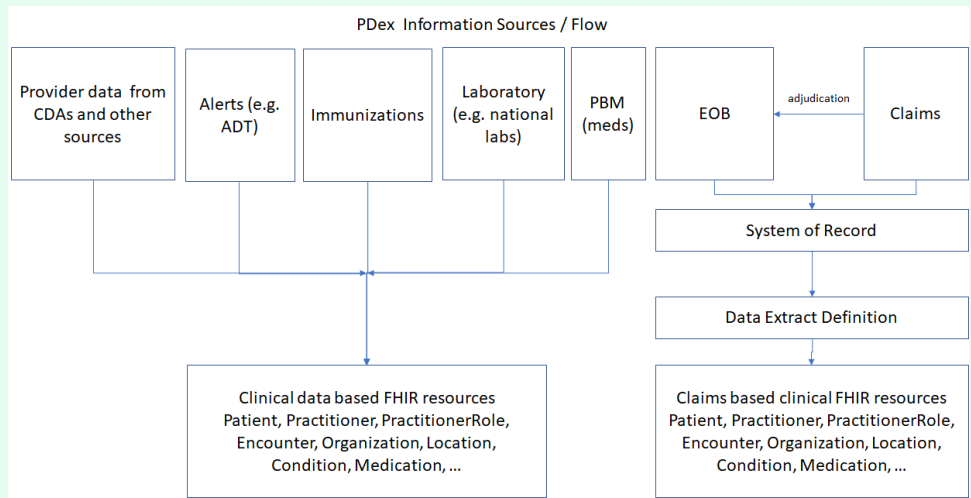 PDex Information Sources / Flow
Provider data from
CDAs and other
sources
Alerts (e.g.
ADT)
Immunizations
Laboratory
(e.g. national
labs)
PBM
(meds)
EOB
adjudication
Claims
System of Record
Data Extract Definition
Clinical data based FHIR resources
Patient, Practitioner, PractitionerRole,
Encounter, Organization, Location,
Condition, Medication, ...
Claims based clinical FHIR resources
Patient, Practitioner, PractitionerRole,
Encounter, Organization, Location,
Condition, Medication, ...